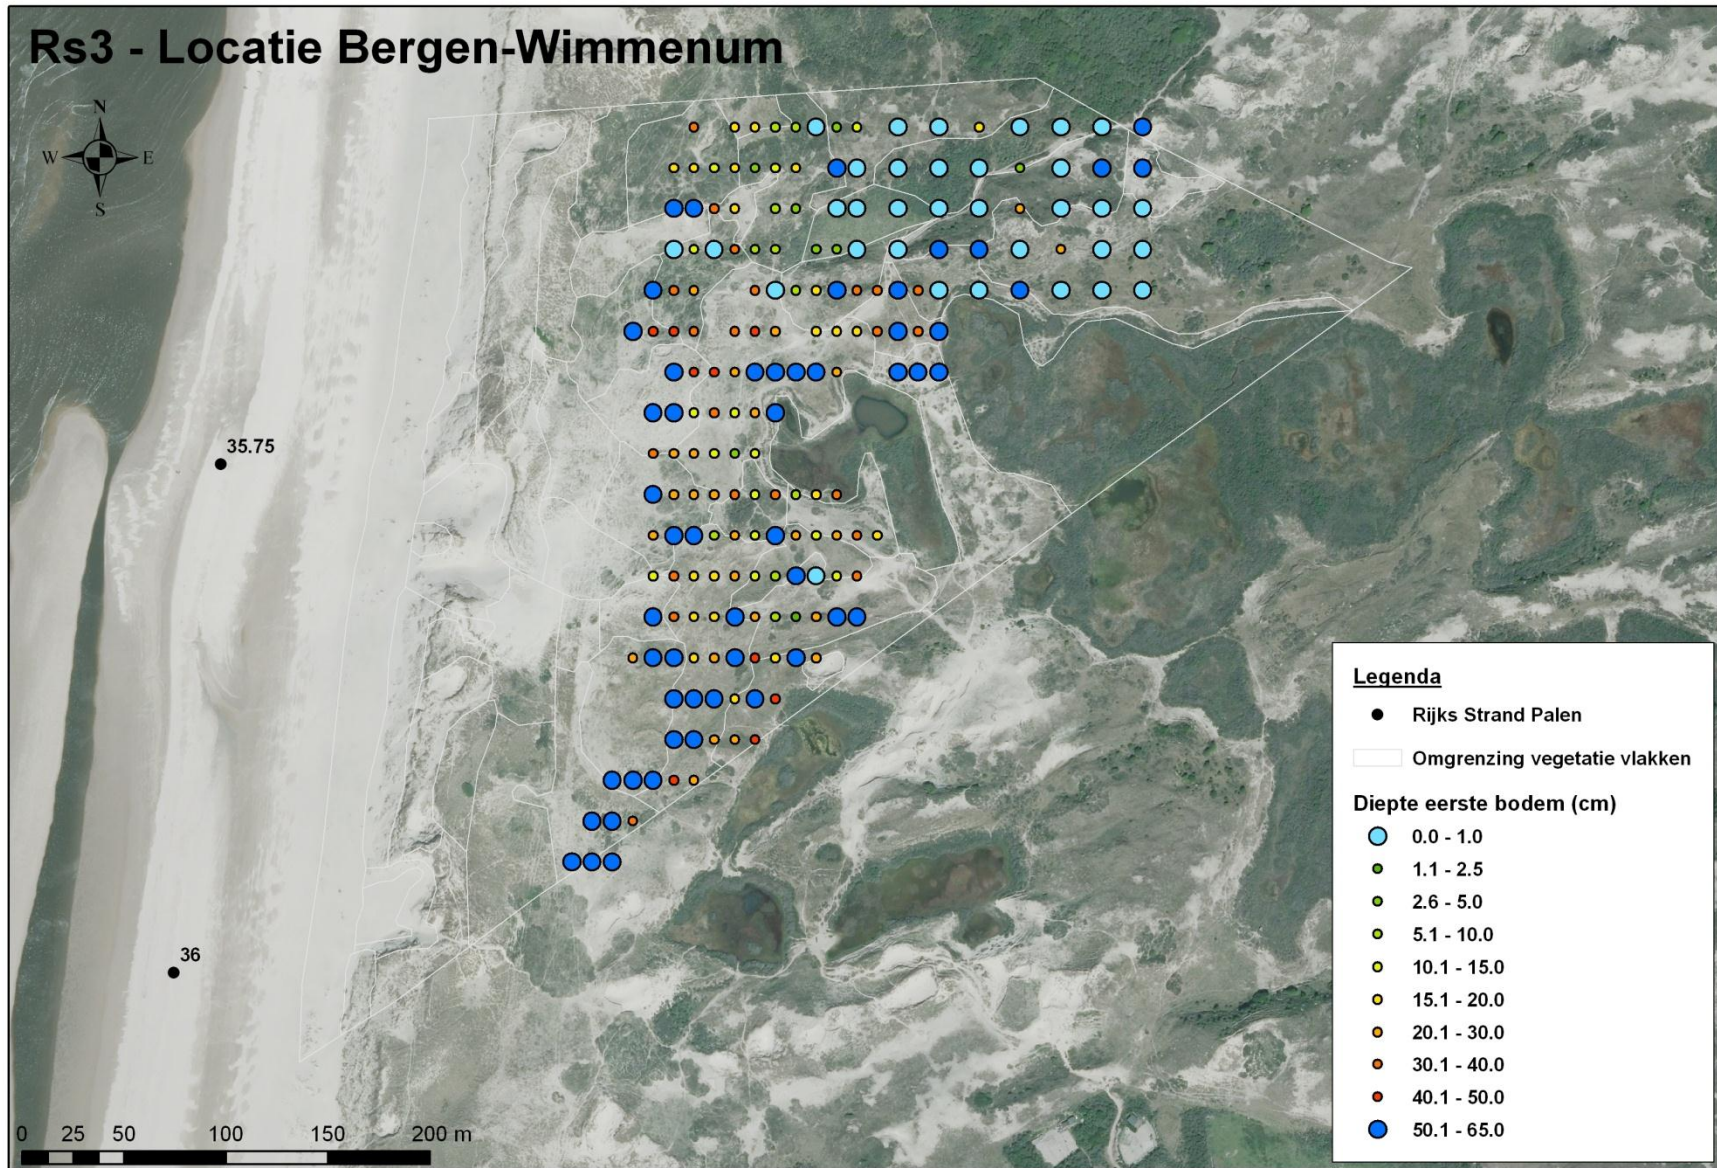 Rs3 - Locatie Bergen-Wimmenum
N
W E
S
35.75
36
0 25 50 100 150 200 m
Legenda
Rijks Strand Palen
Omgrenzing vegetatie vlakken
Diepte eerste bodem (cm)
0.0 - 1.0
1.1 - 2.5
2.6 - 5.0
5.1 - 10.0
10.1 - 15.0
15.1 - 20.0
20.1 - 30.0
30.1 - 40.0
40.1 - 50.0
50.1 - 65.0